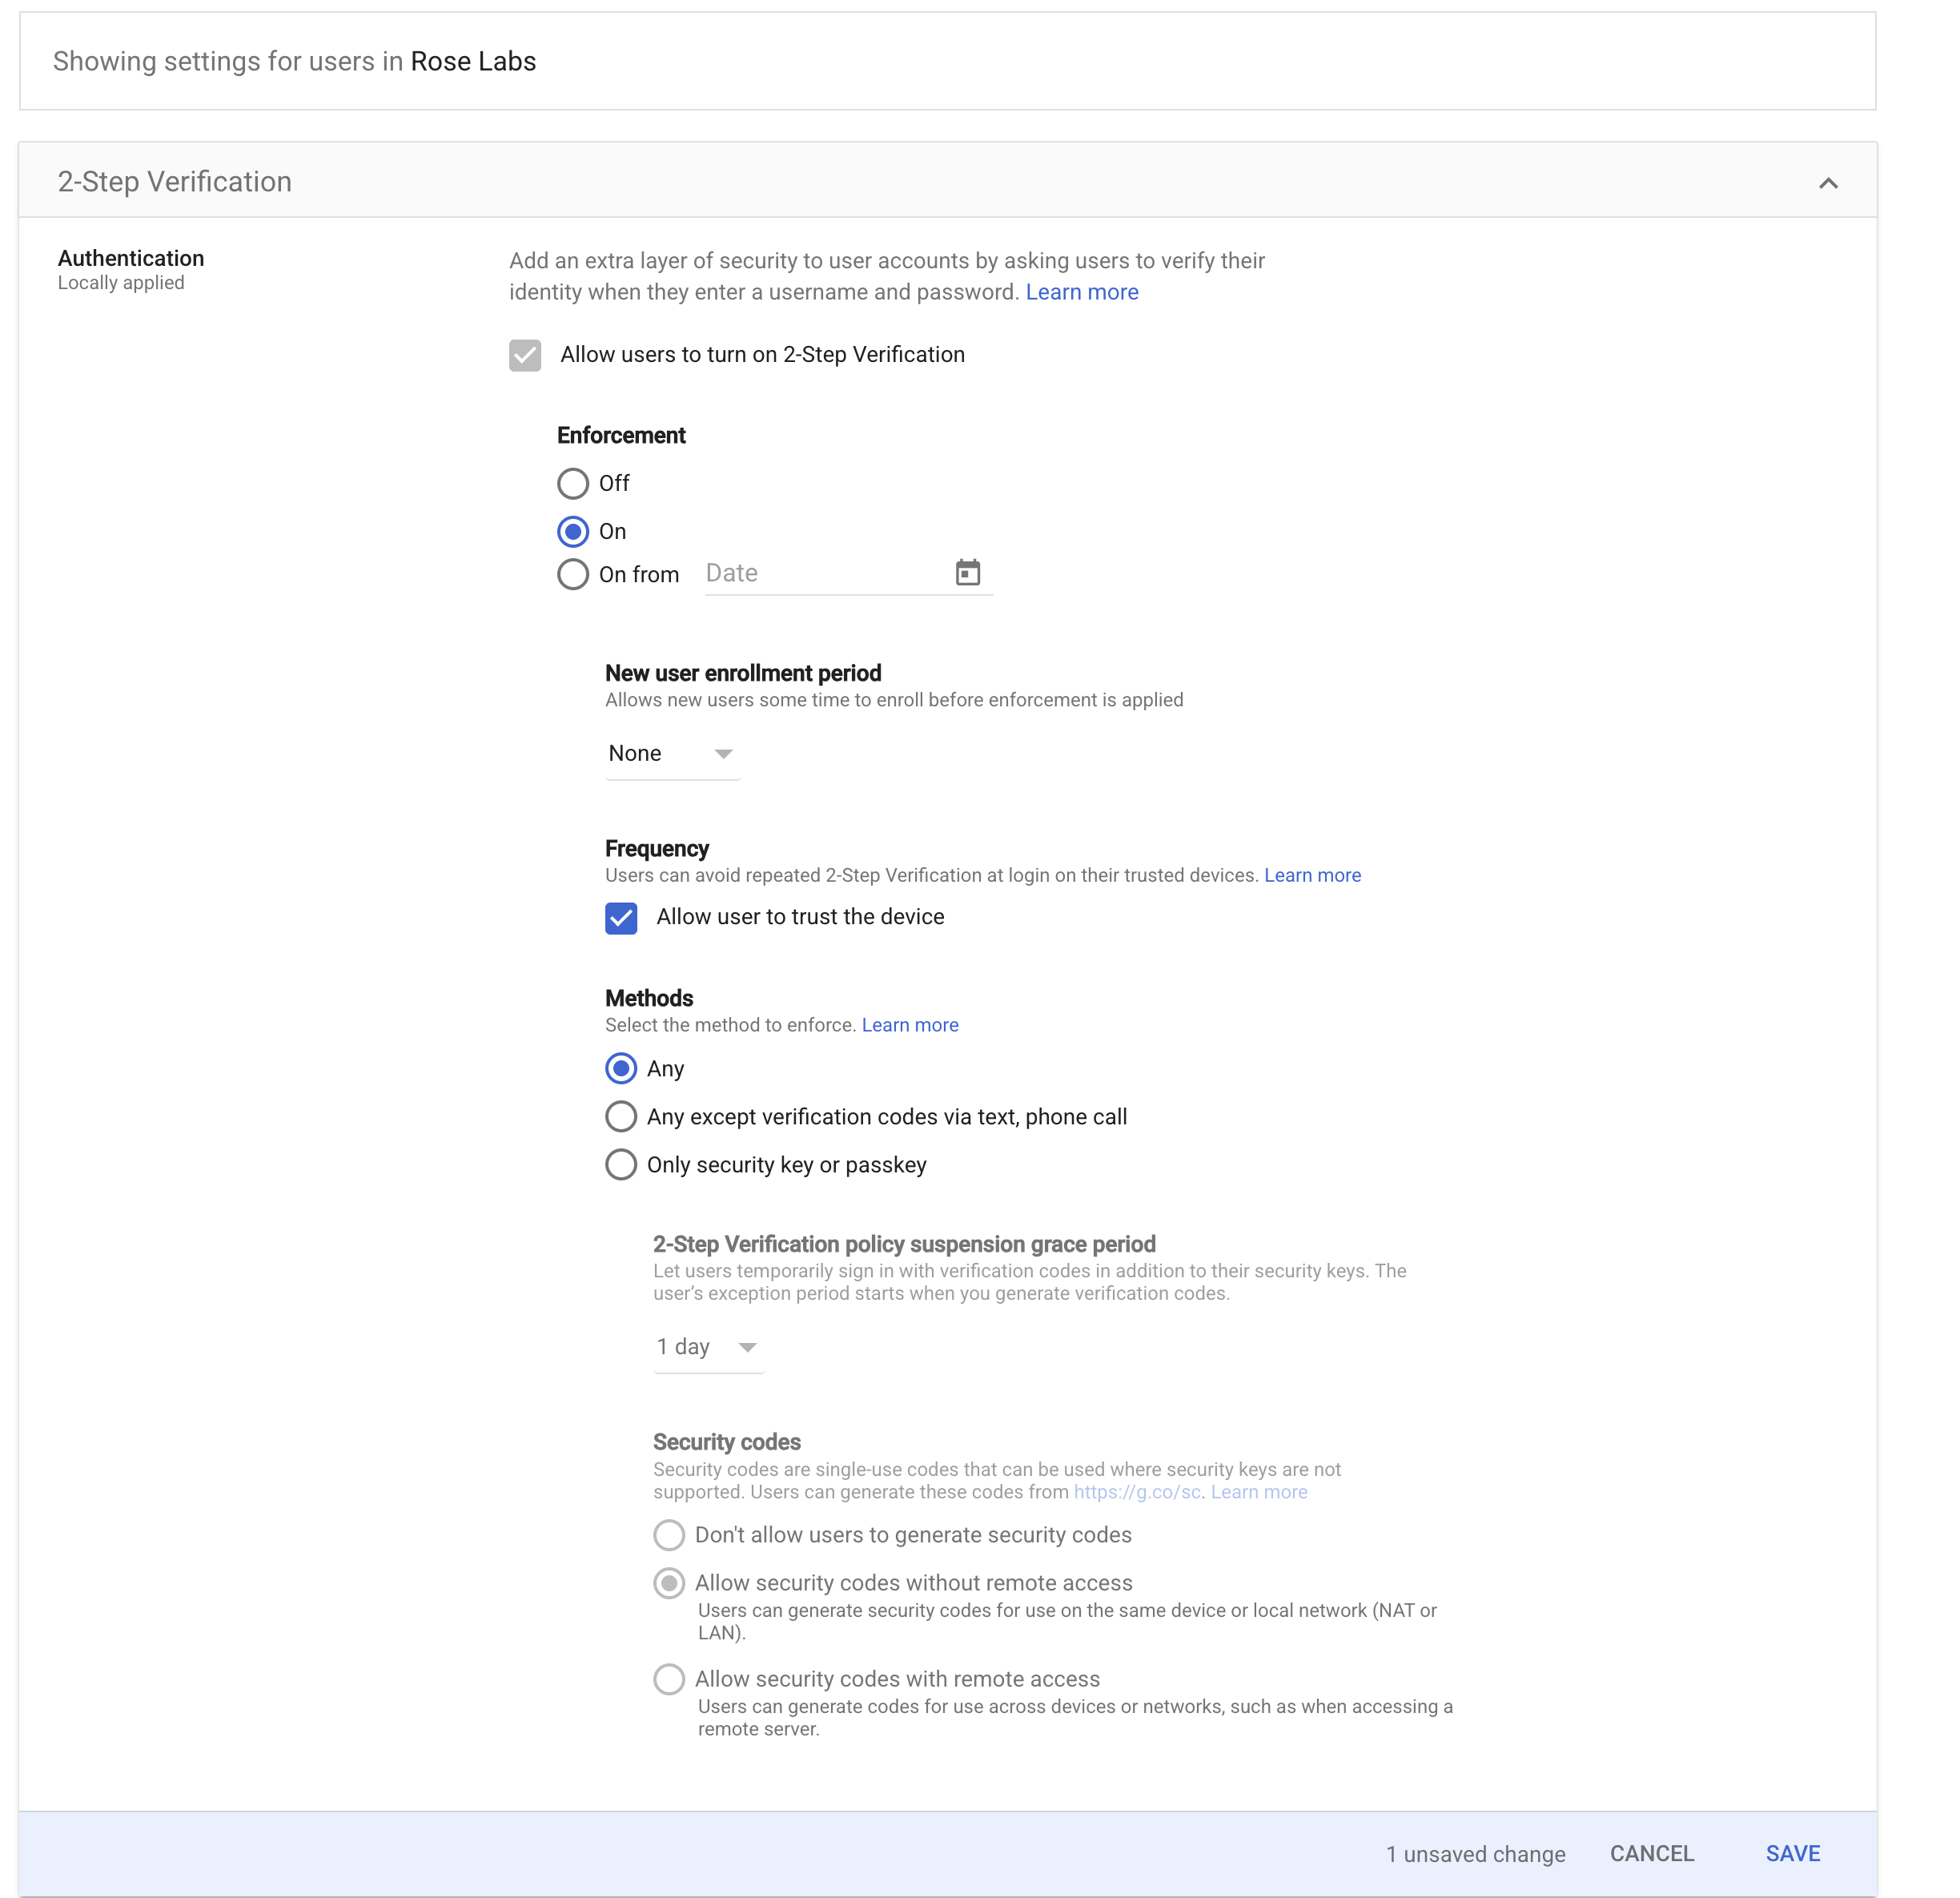 Showing settings for users in Rose Labs
2-Step Verification
Authentication
Locally applied
Add an extra layer of security to user accounts by asking users to verify their
identity when they enter a username and password. Learn more
Allow users to turn on 2-Step Verification
Enforcement
Off
On
On from Date
New user enrollment period
Allows new users some time to enroll before enforcement is applied
None
Frequency
Users can avoid repeated 2-Step Verification at login on their trusted devices. Learn more
Allow user to trust the device
Methods
Select the method to enforce. Learn more
Any
Any except verification codes via text, phone call
Only security key or passkey
2-Step Verification policy suspension grace period
Let users temporarily sign in with verification codes in addition to their security keys. The
user’s exception period starts when you generate verification codes.
1 day
Security codes
Security codes are single-use codes that can be used where security keys are not
supported. Users can generate these codes from https://g.co/sc. Learn more
Don't allow users to generate security codes
Allow security codes without remote access
Users can generate security codes for use on the same device or local network (NAT or
LAN).
Allow security codes with remote access
Users can generate codes for use across devices or networks, such as when accessing a
remote server.
1 unsaved change CANCEL SAVE